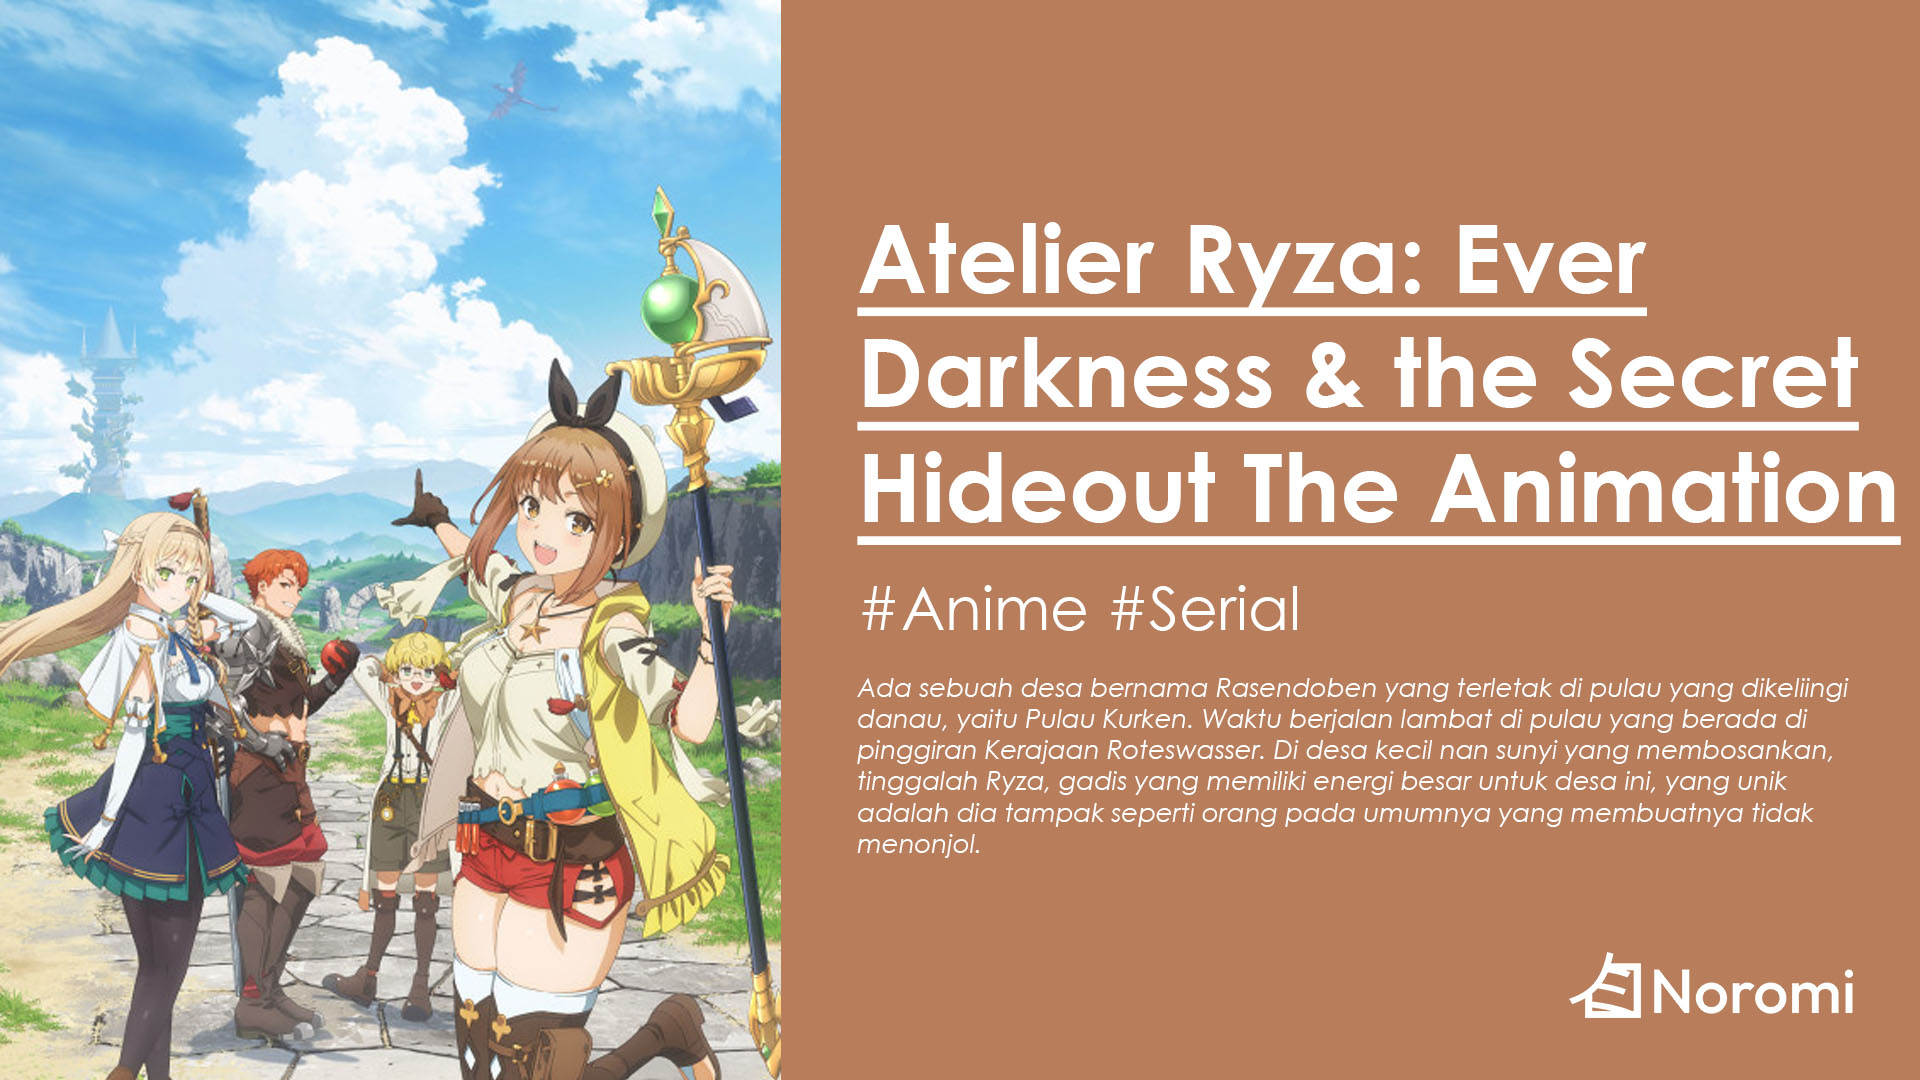 Atelier Ryza: Ever
Darkness & the Secret
Hideout The Animation
#Anime #Serial
Ada sebuah desa bernama Rasendoben yang terletak di pulau yang dikeliingi
danau, yaitu Pulau Kurken. Waktu berjalan lambat di pulau yang berada di
pinggiran Kerajaan Roteswasser. Di desa kecil nan sunyi yang membosankan,
tinggalah Ryza, gadis yang memiliki energi besar untuk desa ini, yang unik
adalah dia tampak seperti orang pada umumnya yang membuatnya tidak
menonjol.
Noromi